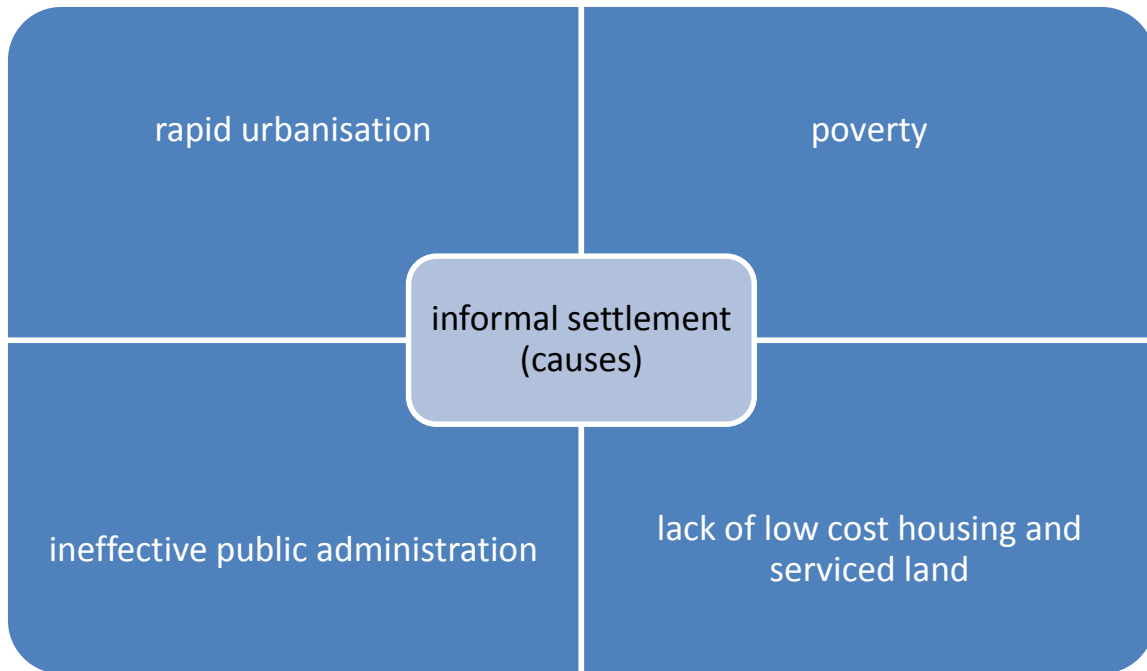 rapid urbanisation
poverty
informal settlement
(causes)
ineffective public administration
lack of low cost housing and
serviced land